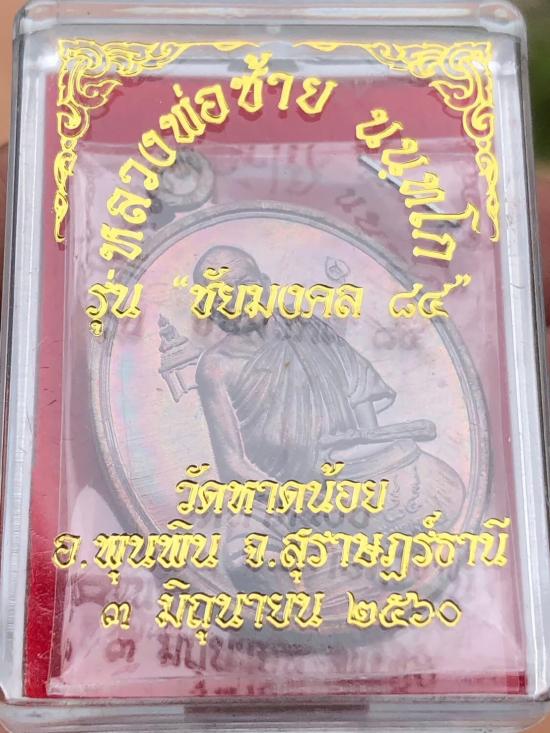 หลวงพ่อซ้าย นนฺทโก
รุ่น “ชัยมงคล ๘๔”
วัดหาดน้อย
อ.พุนพิน จ.สุราษฎร์ธานี
๓ มิถุนายน ๒๕๖๐